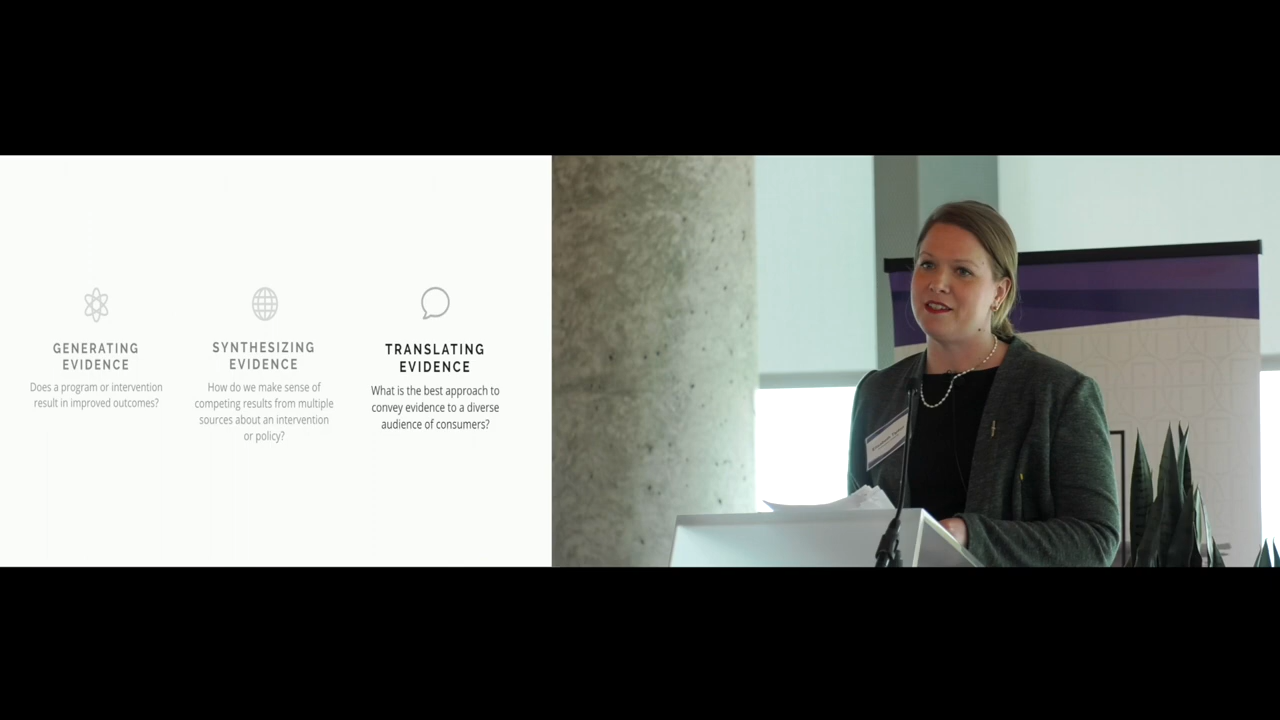 GENERATING
EVIDENCE
Does a program or intervention
result in improved outcomes?
SYNTHESIZING
EVIDENCE
How do we make sense of
competing results from multiple
sources about an intervention
or policy?
TRANSLATING
EVIDENCE
What is the best approach to
convey evidence to a diverse
audience of consumers?